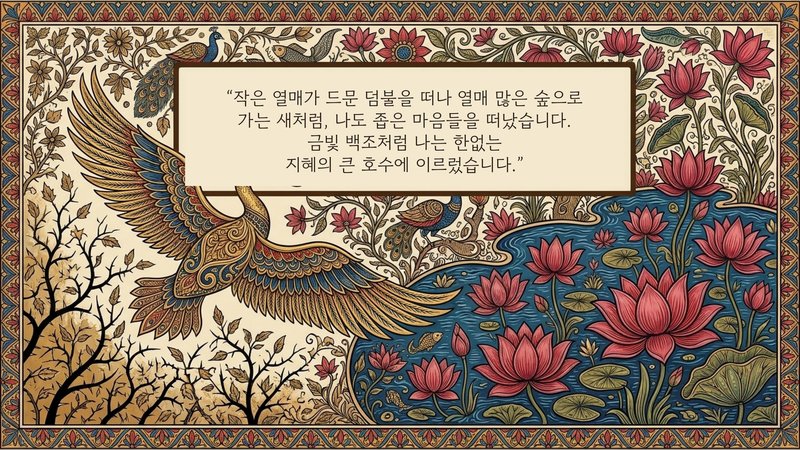 “작은 열매가 드문 덤불을 떠나 열매 많은 숲으로
가는 새처럼, 나도 좁은 마음들을 떠났습니다.
금빛 백조처럼 나는 한없는
지혜의 큰 호수에 이르렀습니다.”